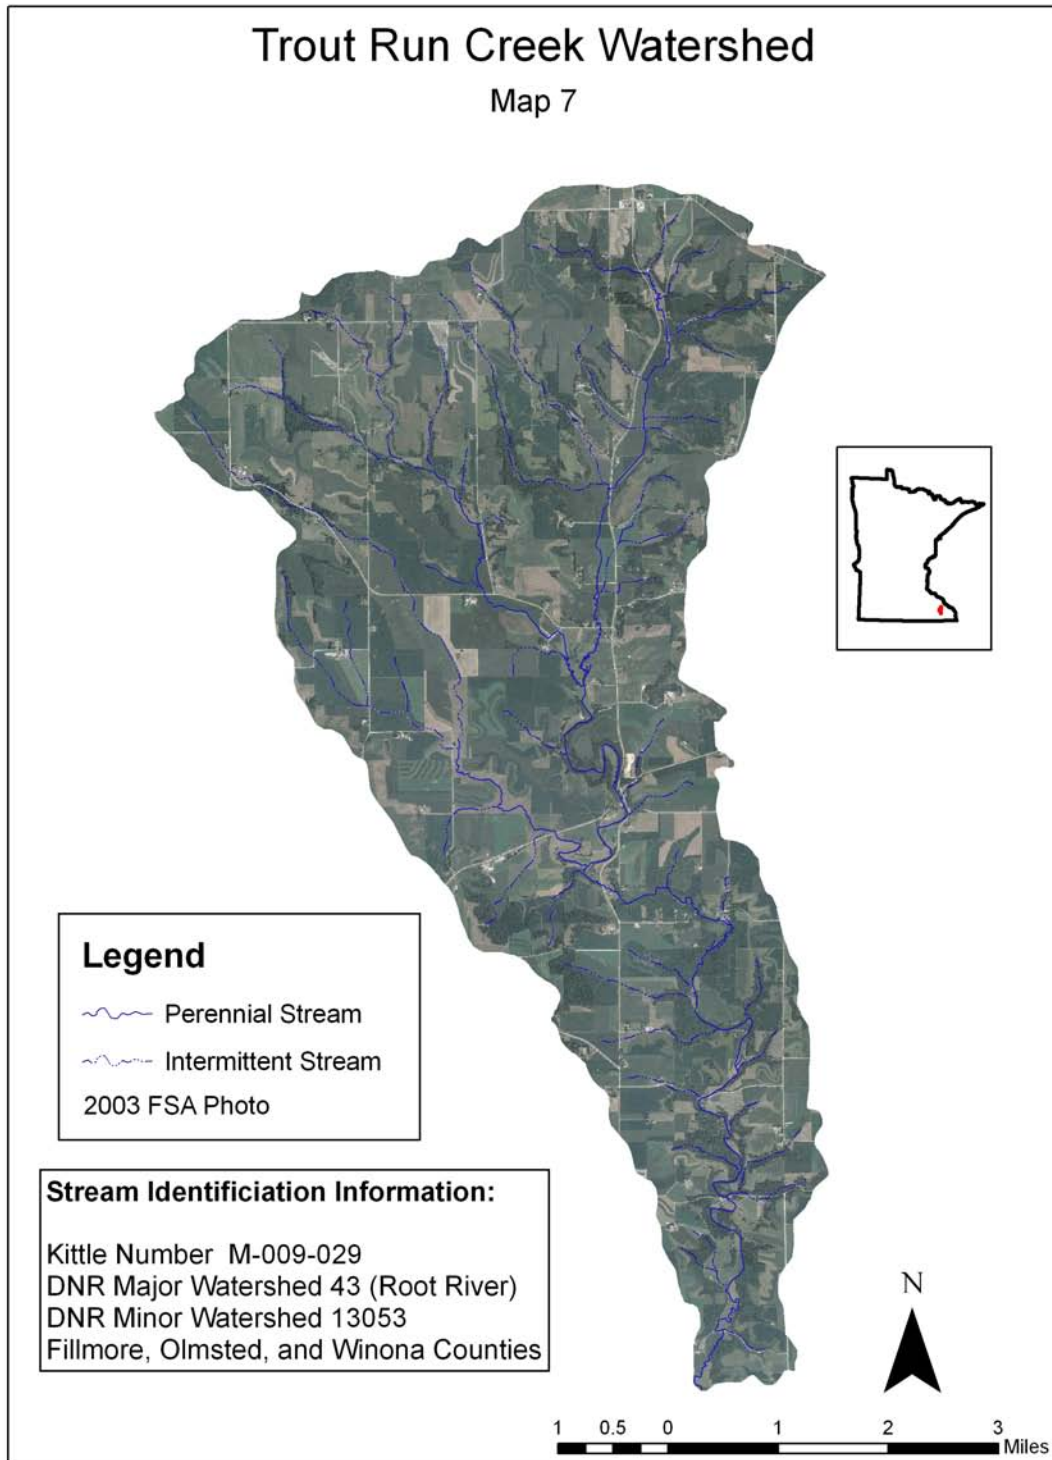 Trout Run Creek Watershed
Map 7
Legend
Perennial Stream
Intermittent Stream
2003 FSA Photo
Stream Identificiation Information:
Kittle Number M-009-029
DNR Major Watershed 43 (Root River)
DNR Minor Watershed 13053
Fillmore, Olmsted, and Winona Counties
N
1 0.5 0 1 2 3
Miles